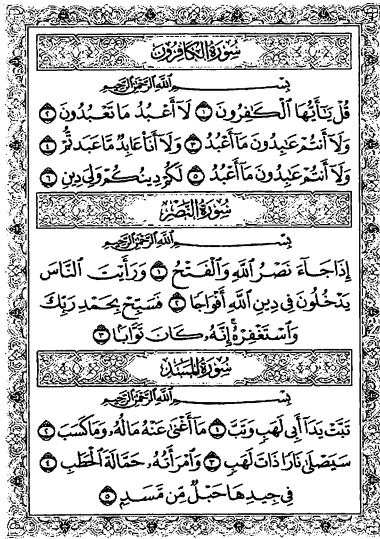 سُورَةُ الكَافِرُونَ
بِسْمِ اللَّهِ الرَّحْمَٰنِ الرَّحِيمِ
قُلْ يَٰٓأَيُّهَا ٱلْكَٰفِرُونَ ١ لَآ أَعْبُدُ مَا تَعْبُدُونَ ٢
وَلَآ أَنتُمْ عَٰبِدُونَ مَآ أَعْبُدُ ٣ وَلَآ أَنَا۠ عَابِدٌ مَّا عَبَدتُّمْ ٤
وَلَآ أَنتُمْ عَٰبِدُونَ مَآ أَعْبُدُ ٥ لَكُمْ دِينُكُمْ وَلِىَ دِينِ ٦
سُورَةُ النَّصْرِ
بِسْمِ اللَّهِ الرَّحْمَٰنِ الرَّحِيمِ
إِذَا جَآءَ نَصْرُ ٱللَّهِ وَٱلْفَتْحُ ١ وَرَأَيْتَ ٱلنَّاسَ
يَدْخُلُونَ فِى دِينِ ٱللَّهِ أَفْوَاجًا ٢ فَسَبِّحْ بِحَمْدِ رَبِّكَ
وَٱسْتَغْفِرْهُ ۚ إِنَّهُۥ كَانَ تَوَّابًۢا ٣
سُورَةُ المَسَد
بِسْمِ اللَّهِ الرَّحْمَٰنِ الرَّحِيمِ
تَبَّتْ يَدَآ أَبِى لَهَبٍ وَتَبَّ ١ مَآ أَغْنَىٰ عَنْهُ مَالُهُۥ وَمَا كَسَبَ ٢
سَيَصْلَىٰ نَارًا ذَاتَ لَهَبٍ ٣ وَٱمْرَأَتُهُۥ حَمَّالَةَ ٱلْحَطَبِ ٤
فِى جِيدِهَا حَبْلٌ مِّن مَّسَدٍۭ ٥